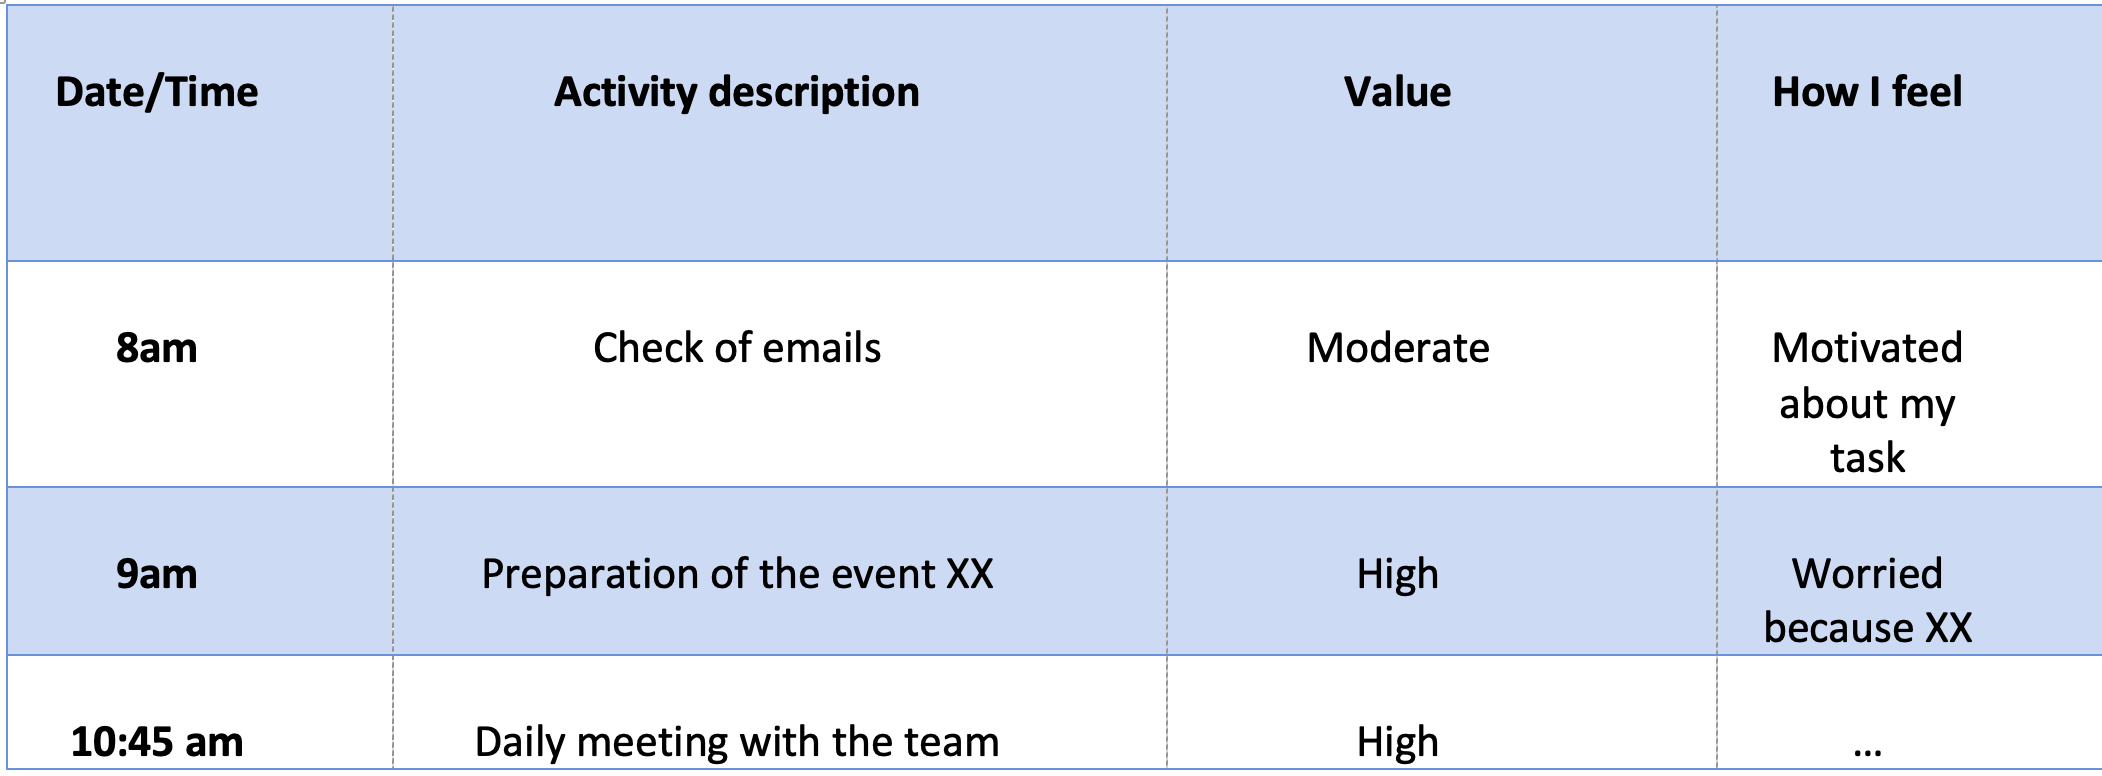 Date/Time Activity description Value How I feel
8am Check of emails Moderate Motivated
about my
task
9am Preparation of the event XX High Worried
because XX
10:45 am Daily meeting with the team High ...